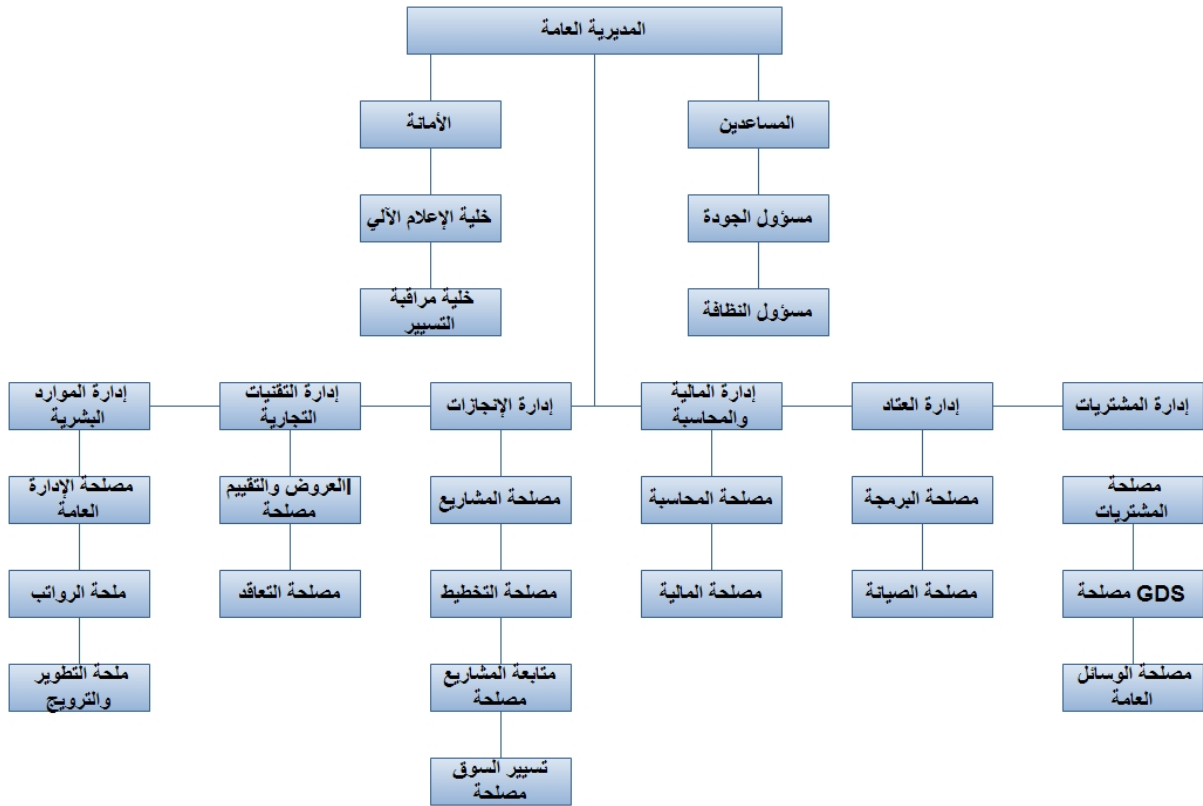 المديرية العامة
المساعدين
الأمانة
مسؤول الجودة
خلية الإعلام الآلي
مسؤول النظافة
خلية مراقبة
التسيير
إدارة المشتريات
إدارة العتاد
إدارة المالية
والمحاسبة
إدارة الإنجازات
إدارة التقنيات
التجارية
إدارة الموارد
البشرية
مصلحة
المشتريات
مصلحة البرمجة
مصلحة المحاسبة
مصلحة المشاريع
العروض والتقييم
مصلحة
مصلحة الإدارة
العامة
GDS مصلحة
مصلحة الصيانة
مصلحة المالية
مصلحة التخطيط
مصلحة التعاقد
ملحة الرواتب
مصلحة الوسائل
العامة
متابعة المشاريع
مصلحة
ملحة التطوير
والترويج
تسيير السوق
مصلحة